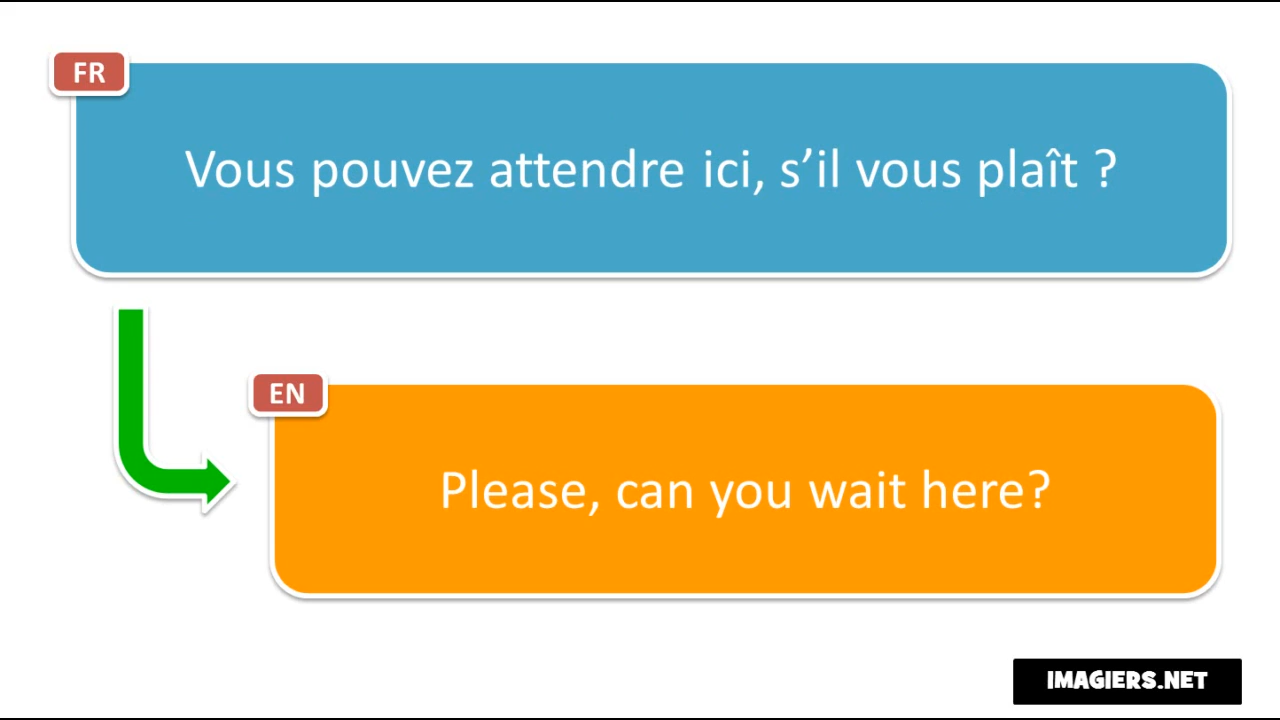 FR
Vous pouvez attendre ici, s’il vous plaît ?
EN
Please, can you wait here?
IMAGIERS.NET